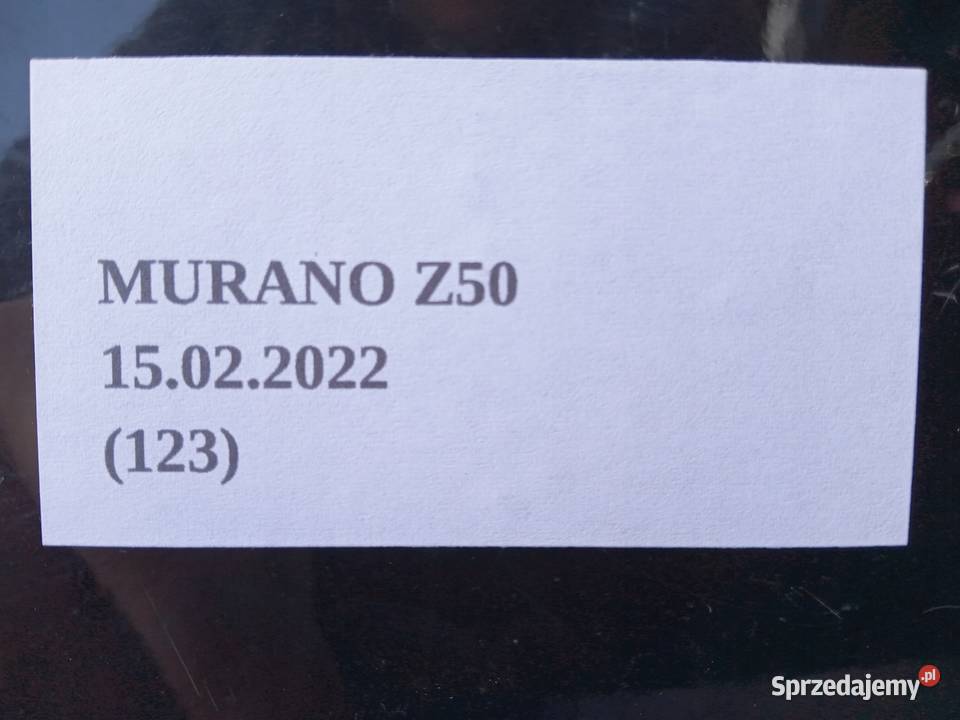 MURANO Z50
15.02.2022
(123)
Sprzedajemy.pl